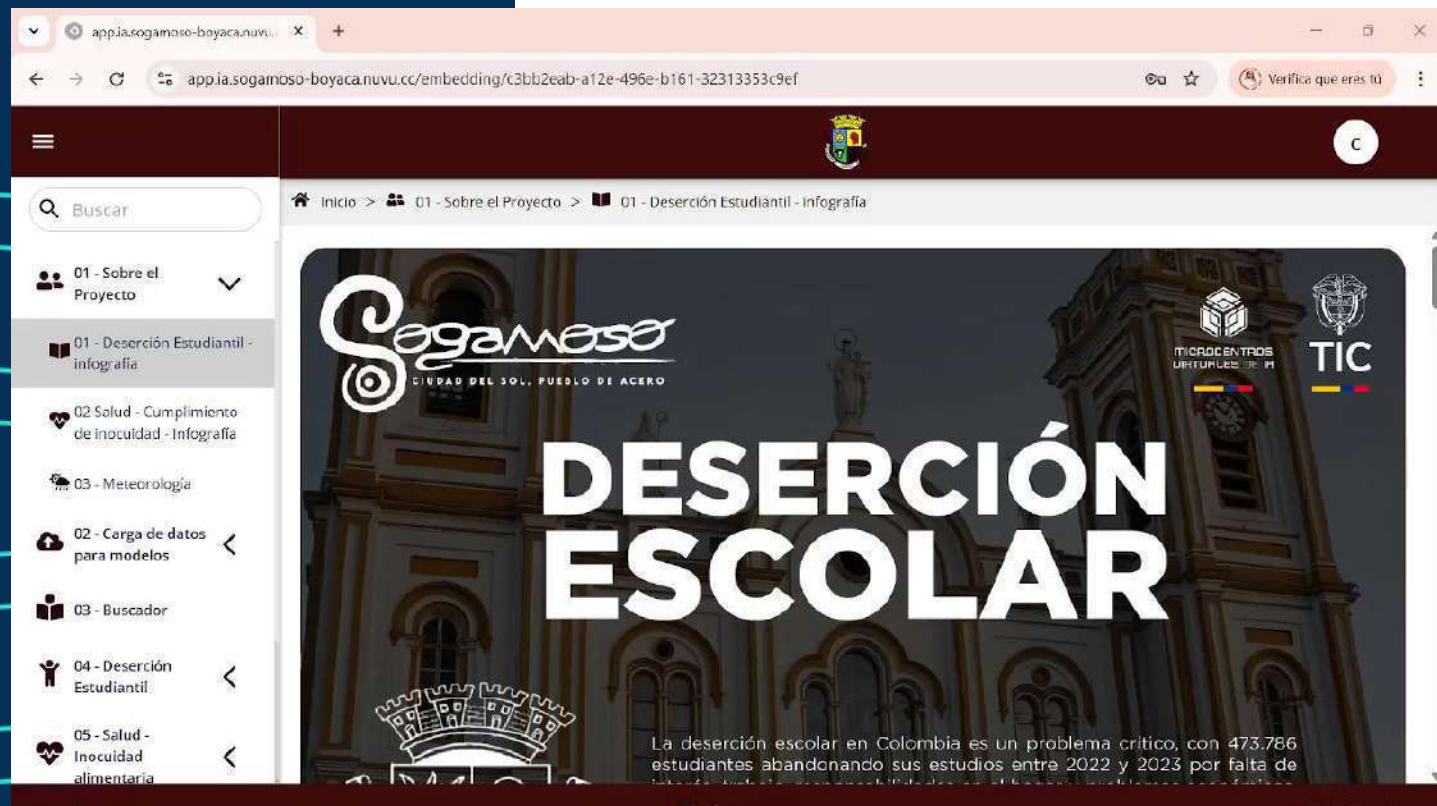 app.ia.sogamoso-boyaca.nuvu.
app.ia.sogamoso-boyaca.nuvu.cc/embedding/c3bb2eab-a12e-496e-b161-32313353c9ef
Verifica que eres tú
C
Buscar
Inicio > 01 - Sobre el Proyecto > 01 - Deserción Estudiantil - infografía
01 - Sobre el
Proyecto
01 - Deserción Estudiantil -
infografía
02 Salud - Cumplimiento
de inocuidad - Infografía
03 - Meteorología
02 - Carga de datos
para modelos
03 - Buscador
04 - Deserción
Estudiantil
05 - Salud -
Inocuidad
alimentaria
Sogamoso
CIUDAD DEL SOL, PUEBLO DE ACERO
MICROCENTROS
VIRTUALES DE IA
TIC
DESERCIÓN
ESCOLAR
La deserción escolar en Colombia es un problema crítico, con 473.786
estudiantes abandonando sus estudios entre 2022 y 2023 por falta de